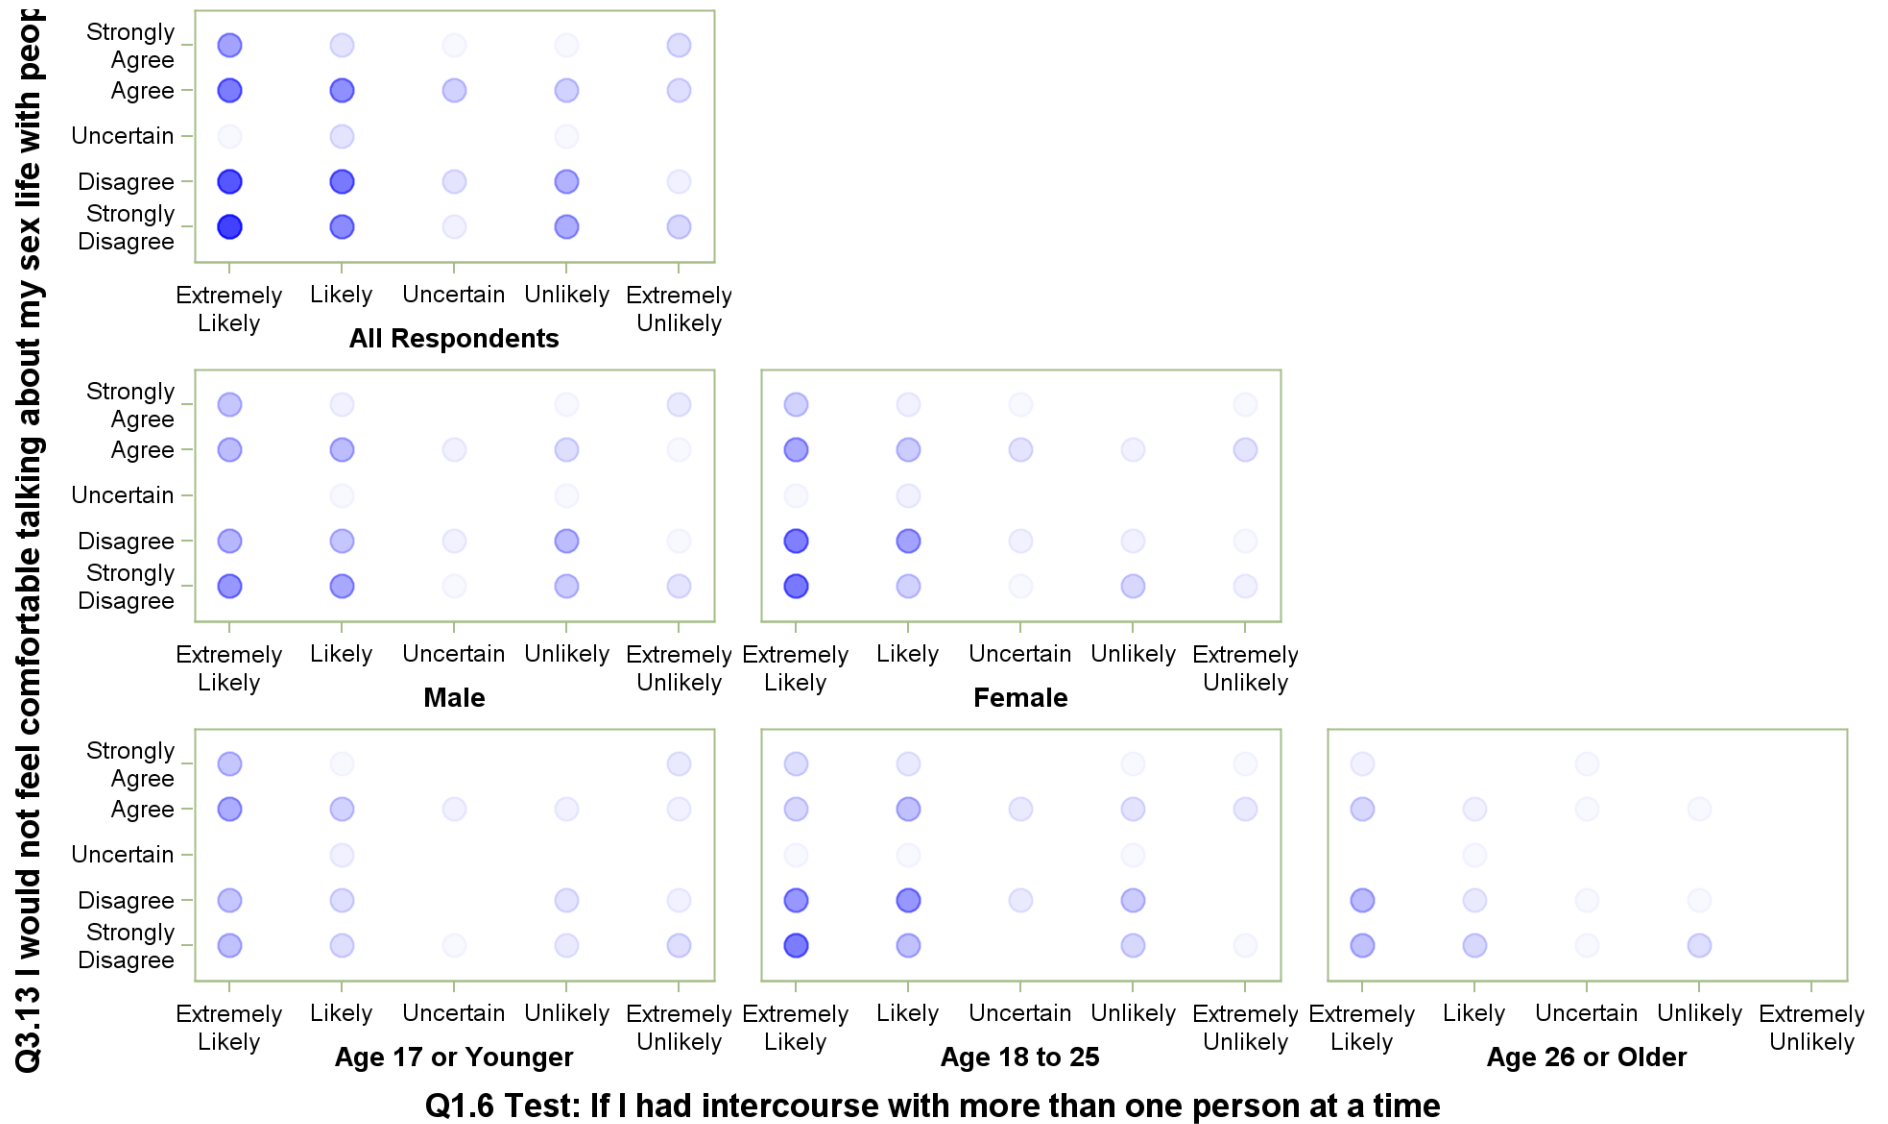 Q3.13 I would not feel comfortable talking about my sex life with
Strongly
Agree
Agree
Uncertain
Disagree
Strongly
Disagree
Extremely
Likely
Likely
Uncertain
Unlikely
Extremely
Unlikely
All Respondents
Strongly
Agree
Agree
Uncertain
Disagree
Strongly
Disagree
Extremely
Likely
Likely
Uncertain
Unlikely
Extremely
Unlikely
Male
Extremely
Likely
Likely
Uncertain
Unlikely
Extremely
Unlikely
Female
Strongly
Agree
Agree
Uncertain
Disagree
Strongly
Disagree
Extremely
Likely
Likely
Uncertain
Unlikely
Extremely
Unlikely
Age 17 or Younger
Extremely
Likely
Likely
Uncertain
Unlikely
Extremely
Unlikely
Age 18 to 25
Extremely
Likely
Likely
Uncertain
Unlikely
Extremely
Unlikely
Age 26 or Older
Q1.6 Test: If I had intercourse with more than one person at a time